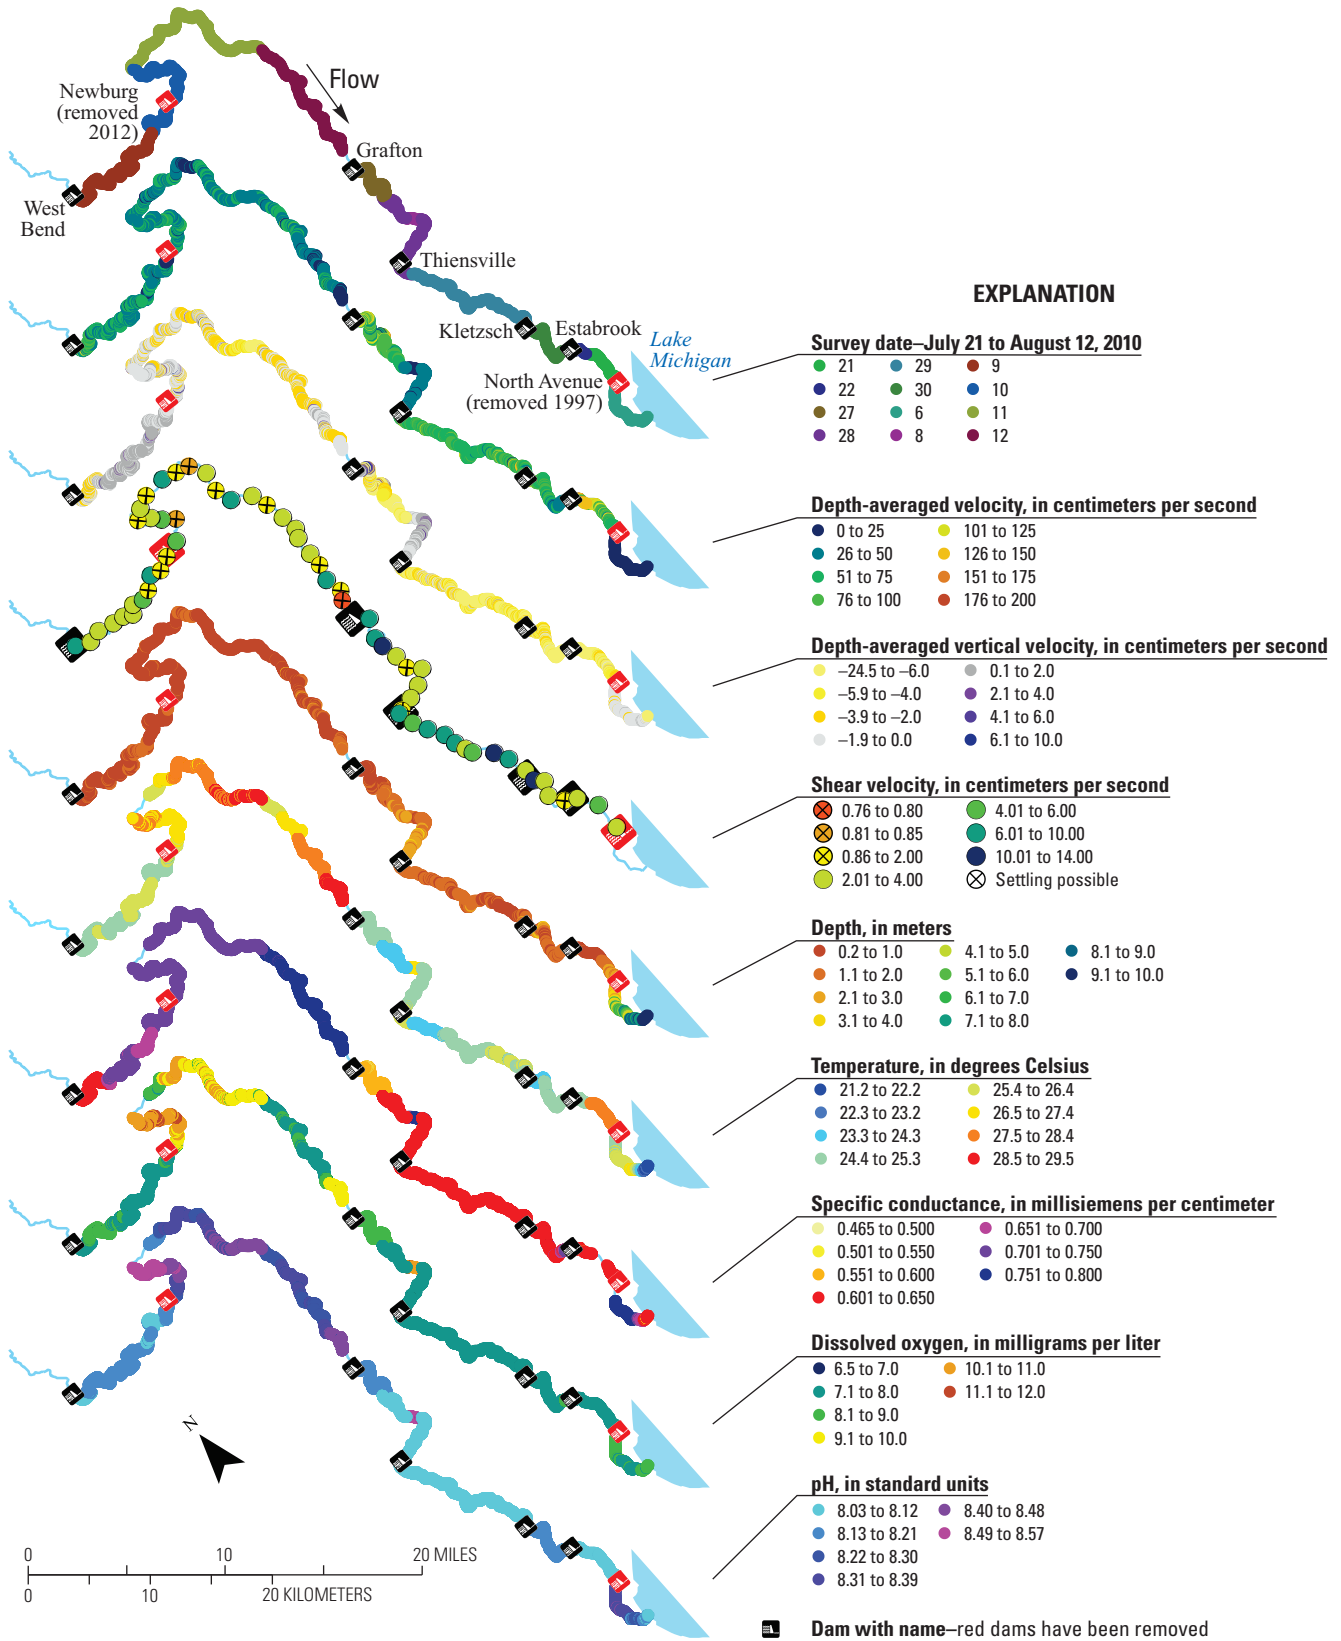 Flow
Newburg
(removed
2012)
Grafton
West
Bend
Thiensville
Kletzsch
Estabrook
Lake
Michigan
North Avenue
(removed 1997)
EXPLANATION
Survey date–July 21 to August 12, 2010
21 29 9
22 30 10
27 6 11
28 8 12
Depth-averaged velocity, in centimeters per second
0 to 25 101 to 125
26 to 50 126 to 150
51 to 75 151 to 175
76 to 100 176 to 200
Depth-averaged vertical velocity, in centimeters per second
–24.5 to –6.0 0.1 to 2.0
–5.9 to –4.0 2.1 to 4.0
–3.9 to –2.0 4.1 to 6.0
–1.9 to 0.0 6.1 to 10.0
Shear velocity, in centimeters per second
0.76 to 0.80 4.01 to 6.00
0.81 to 0.85 6.01 to 10.00
0.86 to 2.00 10.01 to 14.00
2.01 to 4.00 Settling possible
Depth, in meters
0.2 to 1.0 4.1 to 5.0 8.1 to 9.0
1.1 to 2.0 5.1 to 6.0 9.1 to 10.0
2.1 to 3.0 6.1 to 7.0
3.1 to 4.0 7.1 to 8.0
Temperature, in degrees Celsius
21.2 to 22.2 25.4 to 26.4
22.3 to 23.2 26.5 to 27.4
23.3 to 24.3 27.5 to 28.4
24.4 to 25.3 28.5 to 29.5
Specific conductance, in millisiemens per centimeter
0.465 to 0.500 0.651 to 0.700
0.501 to 0.550 0.701 to 0.750
0.551 to 0.600 0.751 to 0.800
0.601 to 0.650
Dissolved oxygen, in milligrams per liter
6.5 to 7.0 10.1 to 11.0
7.1 to 8.0 11.1 to 12.0
8.1 to 9.0
9.1 to 10.0
pH, in standard units
8.03 to 8.12 8.40 to 8.48
8.13 to 8.21 8.49 to 8.57
8.22 to 8.30
8.31 to 8.39
Dam with name–red dams have been removed
N
0 10 20 MILES
0 10 20 KILOMETERS